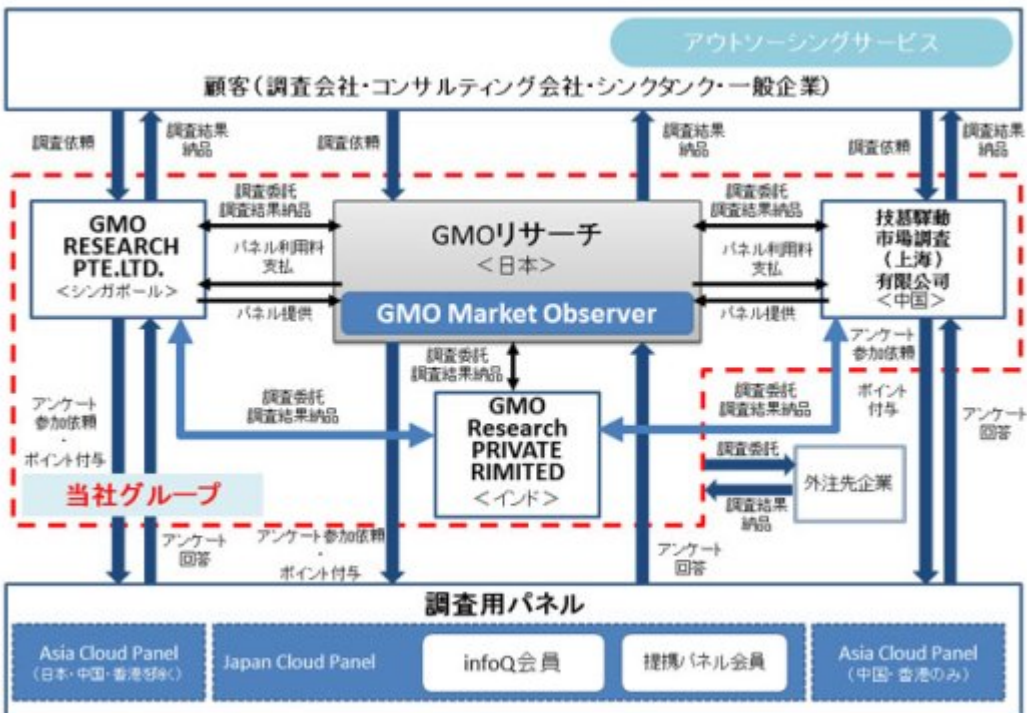 アウトソーシングサービス
顧客(調査会社・コンサルティング会社・シンクタンク・一般企業)
調査依頼
調査結果
納品
調査依頼
調査結果
納品
調査依頼
調査結果
納品
GMO
RESEARCH
PTE.LTD.
<シンガポール>
調査委託
調査結果納品
パネル利用料
支払
パネル提供
GMOリサーチ
<日本>
GMO Market Observer
調査委託
調査結果納品
パネル利用料
支払
パネル提供
技慕驛動
市場調査
(上海)
有限公司
<中国>
調査委託
調査結果納品
アンケート
参加依頼
ポイント
付与
調査委託
調査結果納品
GMO
Research
PRIVATE
RIMITED
<インド>
調査委託
調査結果納品
アンケート
参加依頼
・
ポイント付与
当社グループ
調査委託
調査結果
納品
外注先企業
アンケート
回答
アンケート
回答
アンケート参加依頼
・
ポイント付与
アンケート
回答
調査用パネル
Asia Cloud Panel
(日本・中国・香港を除く)
Japan Cloud Panel
infoQ会員
提携パネル会員
Asia Cloud Panel
(中国・香港のみ)